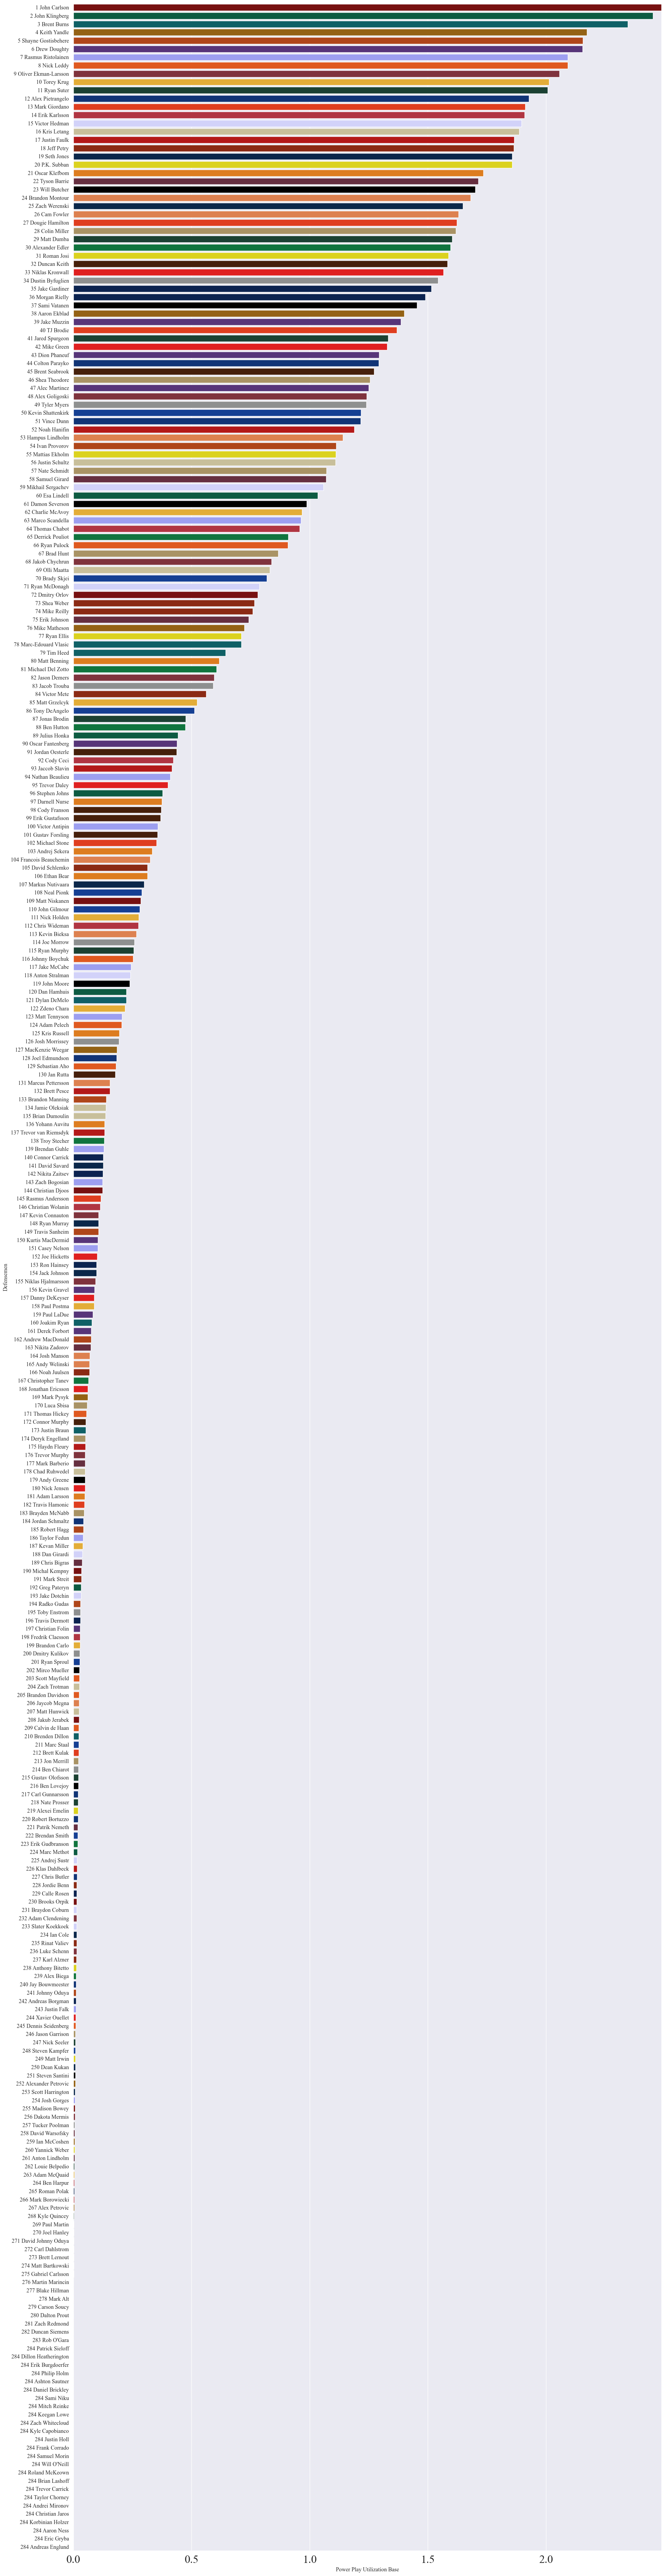 1 John Carlson
2 John Klingberg
3 Brent Burns
4 Keith Yandle
5 Shayne Gostisbehere
6 Drew Doughty
7 Rasmus Ristolainen
8 Nick Leddy
9 Oliver Ekman-Larsson
10 Torey Krug
11 Ryan Suter
12 Alex Pietrangelo
13 Mark Giordano
14 Erik Karlsson
15 Victor Hedman
16 Kris Letang
17 Justin Faulk
18 Jeff Petry
19 Seth Jones
20 P.K. Subban
21 Oscar Klefbom
22 Tyson Barrie
23 Will Butcher
24 Brandon Montour
25 Zach Werenski
26 Cam Fowler
27 Dougie Hamilton
28 Colin Miller
29 Matt Dumba
30 Alexander Edler
31 Roman Josi
32 Duncan Keith
33 Niklas Kronwall
34 Dustin Byfuglien
35 Jake Gardiner
36 Morgan Rielly
37 Sami Vatanen
38 Aaron Ekblad
39 Jake Muzzin
40 TJ Brodie
41 Jared Spurgeon
42 Mike Green
43 Dion Phaneuf
44 Colton Parayko
45 Brent Seabrook
46 Shea Theodore
47 Alec Martinez
48 Alex Goligoski
49 Tyler Myers
50 Kevin Shattenkirk
51 Vince Dunn
52 Noah Hanifin
53 Hampus Lindholm
54 Ivan Provorov
55 Mattias Ekholm
56 Justin Schultz
57 Nate Schmidt
58 Samuel Girard
59 Mikhail Sergachev
60 Esa Lindell
61 Damon Severson
62 Charlie McAvoy
63 Marco Scandella
64 Thomas Chabot
65 Derrick Pouliot
66 Ryan Pulock
67 Brad Hunt
68 Jakob Chychrun
69 Olli Maatta
70 Brady Skjei
71 Ryan McDonagh
72 Dmitry Orlov
73 Shea Weber
74 Mike Reilly
75 Erik Johnson
76 Mike Matheson
77 Ryan Ellis
78 Marc-Edouard Vlasic
79 Tim Heed
80 Matt Benning
81 Michael Del Zotto
82 Jason Demers
83 Jacob Trouba
84 Victor Mete
85 Matt Grzelcyk
86 Tony DeAngelo
87 Jonas Brodin
88 Ben Hutton
89 Julius Honka
90 Oscar Fantenberg
91 Jordan Oesterle
92 Cody Ceci
93 Jaccob Slavin
94 Nathan Beaulieu
95 Trevor Daley
96 Stephen Johns
97 Darnell Nurse
98 Cody Franson
99 Erik Gustafsson
100 Victor Antipin
101 Gustav Forsling
102 Michael Stone
103 Andrej Sekera
104 Francois Beauchemin
105 David Schlemko
106 Ethan Bear
107 Markus Nutivaara
108 Neal Pionk
109 Matt Niskanen
110 John Gilmour
111 Nick Holden
112 Chris Wideman
113 Kevin Bieksa
114 Joe Morrow
115 Ryan Murphy
116 Johnny Boychuk
117 Jake McCabe
118 Anton Stralman
119 John Moore
120 Dan Hamhuis
121 Dylan DeMelo
122 Zdeno Chara
123 Matt Tennyson
124 Adam Pelech
125 Kris Russell
126 Josh Morrissey
127 MacKenzie Weegar
128 Joel Edmundson
129 Sebastian Aho
130 Jan Rutta
131 Marcus Pettersson
132 Brett Pesce
133 Brandon Manning
134 Jamie Oleksiak
135 Brian Dumoulin
136 Yohann Auvitu
137 Trevor van Riemsdyk
138 Troy Stecher
139 Brendan Guhle
140 Connor Carrick
141 David Savard
142 Nikita Zaitsev
143 Zach Bogosian
144 Christian Djoos
145 Rasmus Andersson
146 Christian Wolanin
147 Kevin Connauton
148 Ryan Murray
149 Travis Sanheim
150 Kurtis MacDermid
151 Casey Nelson
152 Joe Hicketts
153 Ron Hainsey
154 Jack Johnson
155 Niklas Hjalmarsson
156 Kevin Gravel
157 Danny DeKeyser
158 Paul Postma
159 Paul LaDue
160 Joakim Ryan
161 Derek Forbort
162 Andrew MacDonald
163 Nikita Zadorov
164 Josh Manson
165 Andy Welinski
166 Noah Juulsen
167 Christopher Tanev
168 Jonathan Ericsson
169 Mark Pysyk
170 Luca Sbisa
171 Thomas Hickey
172 Connor Murphy
173 Justin Braun
174 Deryk Engelland
175 Haydn Fleury
176 Trevor Murphy
177 Mark Barberio
178 Chad Ruhwedel
179 Andy Greene
180 Nick Jensen
181 Adam Larsson
182 Travis Hamonic
183 Brayden McNabb
184 Jordan Schmaltz
185 Robert Hagg
186 Taylor Fedun
187 Kevan Miller
188 Dan Girardi
189 Chris Bigras
190 Michal Kempny
191 Mark Streit
192 Greg Pateryn
193 Jake Dotchin
194 Radko Gudas
195 Toby Enstrom
196 Travis Dermott
197 Christian Folin
198 Fredrik Claesson
199 Brandon Carlo
200 Dmitry Kulikov
201 Ryan Sproul
202 Mirco Mueller
203 Scott Mayfield
204 Zach Trotman
205 Brandon Davidson
206 Jaycob Megna
207 Matt Hunwick
208 Jakub Jerabek
209 Calvin de Haan
210 Brenden Dillon
211 Marc Staal
212 Brett Kulak
213 Jon Merrill
214 Ben Chiarot
215 Gustav Olofsson
216 Ben Lovejoy
217 Carl Gunnarsson
218 Nate Prosser
219 Alexei Emelin
220 Robert Bortuzzo
221 Patrik Nemeth
222 Brendan Smith
223 Erik Gudbranson
224 Marc Methot
225 Andrej Sustr
226 Klas Dahlbeck
227 Chris Butler
228 Jordie Benn
229 Calle Rosen
230 Brooks Orpik
231 Braydon Coburn
232 Adam Clendening
233 Slater Koekkoek
234 Ian Cole
235 Rinat Valiev
236 Luke Schenn
237 Karl Alzner
238 Anthony Bitetto
239 Alex Biega
240 Jay Bouwmeester
241 Johnny Oduya
242 Andreas Borgman
243 Justin Falk
244 Xavier Ouellet
245 Dennis Seidenberg
246 Jason Garrison
247 Nick Seeler
248 Steven Kampfer
249 Matt Irwin
250 Dean Kukan
251 Steven Santini
252 Alexander Petrovic
253 Scott Harrington
254 Josh Gorges
255 Madison Bowey
256 Dakota Mermis
257 Tucker Poolman
258 David Warsofsky
259 Ian McCoshen
260 Yannick Weber
261 Anton Lindholm
262 Louie Belpedio
263 Adam McQuaid
264 Ben Harpur
265 Roman Polak
266 Mark Borowiecki
267 Alex Petrovic
268 Kyle Quincey
269 Paul Martin
270 Joel Hanley
271 David Johnny Oduya
272 Carl Dahlstrom
273 Brett Lernout
274 Matt Bartkowski
275 Gabriel Carlsson
276 Martin Marincin
277 Blake Hillman
278 Mark Alt
279 Carson Soucy
280 Dalton Prout
281 Zach Redmond
282 Duncan Siemens
283 Rob O'Gara
284 Patrick Sieloff
284 Dillon Heatherington
284 Erik Burgdoerfer
284 Philip Holm
284 Ashton Sautner
284 Daniel Brickley
284 Sami Niku
284 Mitch Reinke
284 Keegan Lowe
284 Zach Whitecloud
284 Kyle Capobianco
284 Justin Holl
284 Frank Corrado
284 Samuel Morin
284 Will O'Neill
284 Roland McKeown
284 Brian Lashoff
284 Trevor Carrick
284 Taylor Chorney
284 Andrei Mironov
284 Christian Jaros
284 Korbinian Holzer
284 Aaron Ness
284 Eric Gryba
284 Andreas Englund
Defensemen
0.0 0.5 1.0 1.5 2.0
Power Play Utilization Base